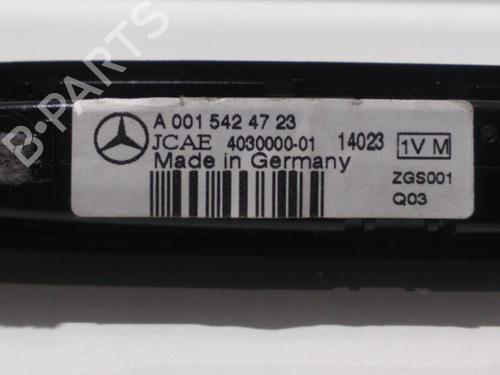 A 001 542 47 23
JCAE 4030000-01 14023 1V M
Made in Germany
ZGS001
Q03
B-PARTS